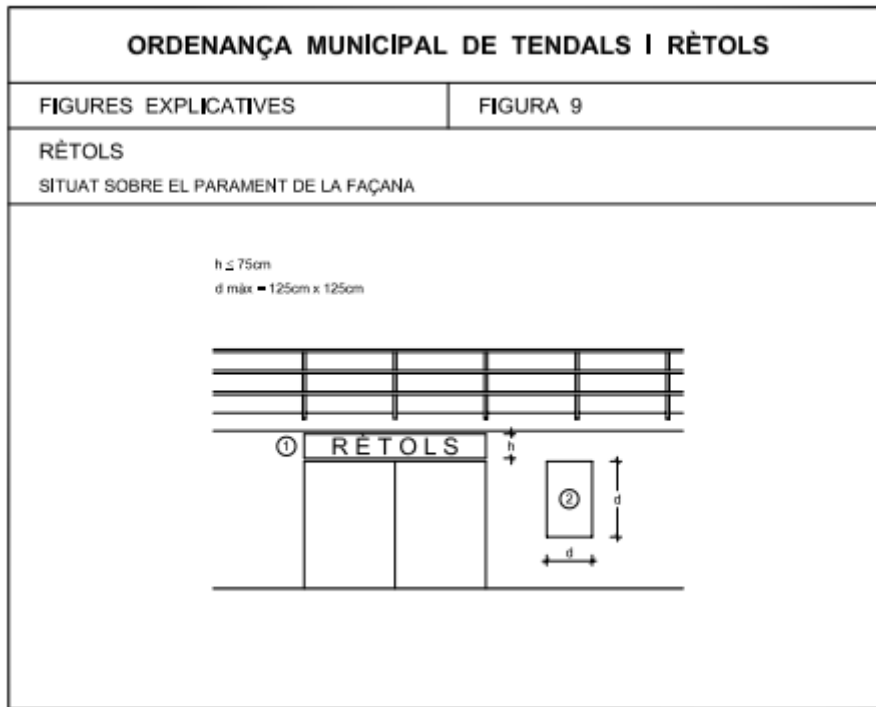 ORDENANÇA MUNICIPAL DE TENDALS I RÈTOLS
FIGURES EXPLICATIVES
FIGURA 9
RÈTOLS
SITUAT SOBRE EL PARAMENT DE LA FAÇANA
h ≤ 75cm
d màx = 125cm x 125cm
1
RÈTOLS
h
2
d
d